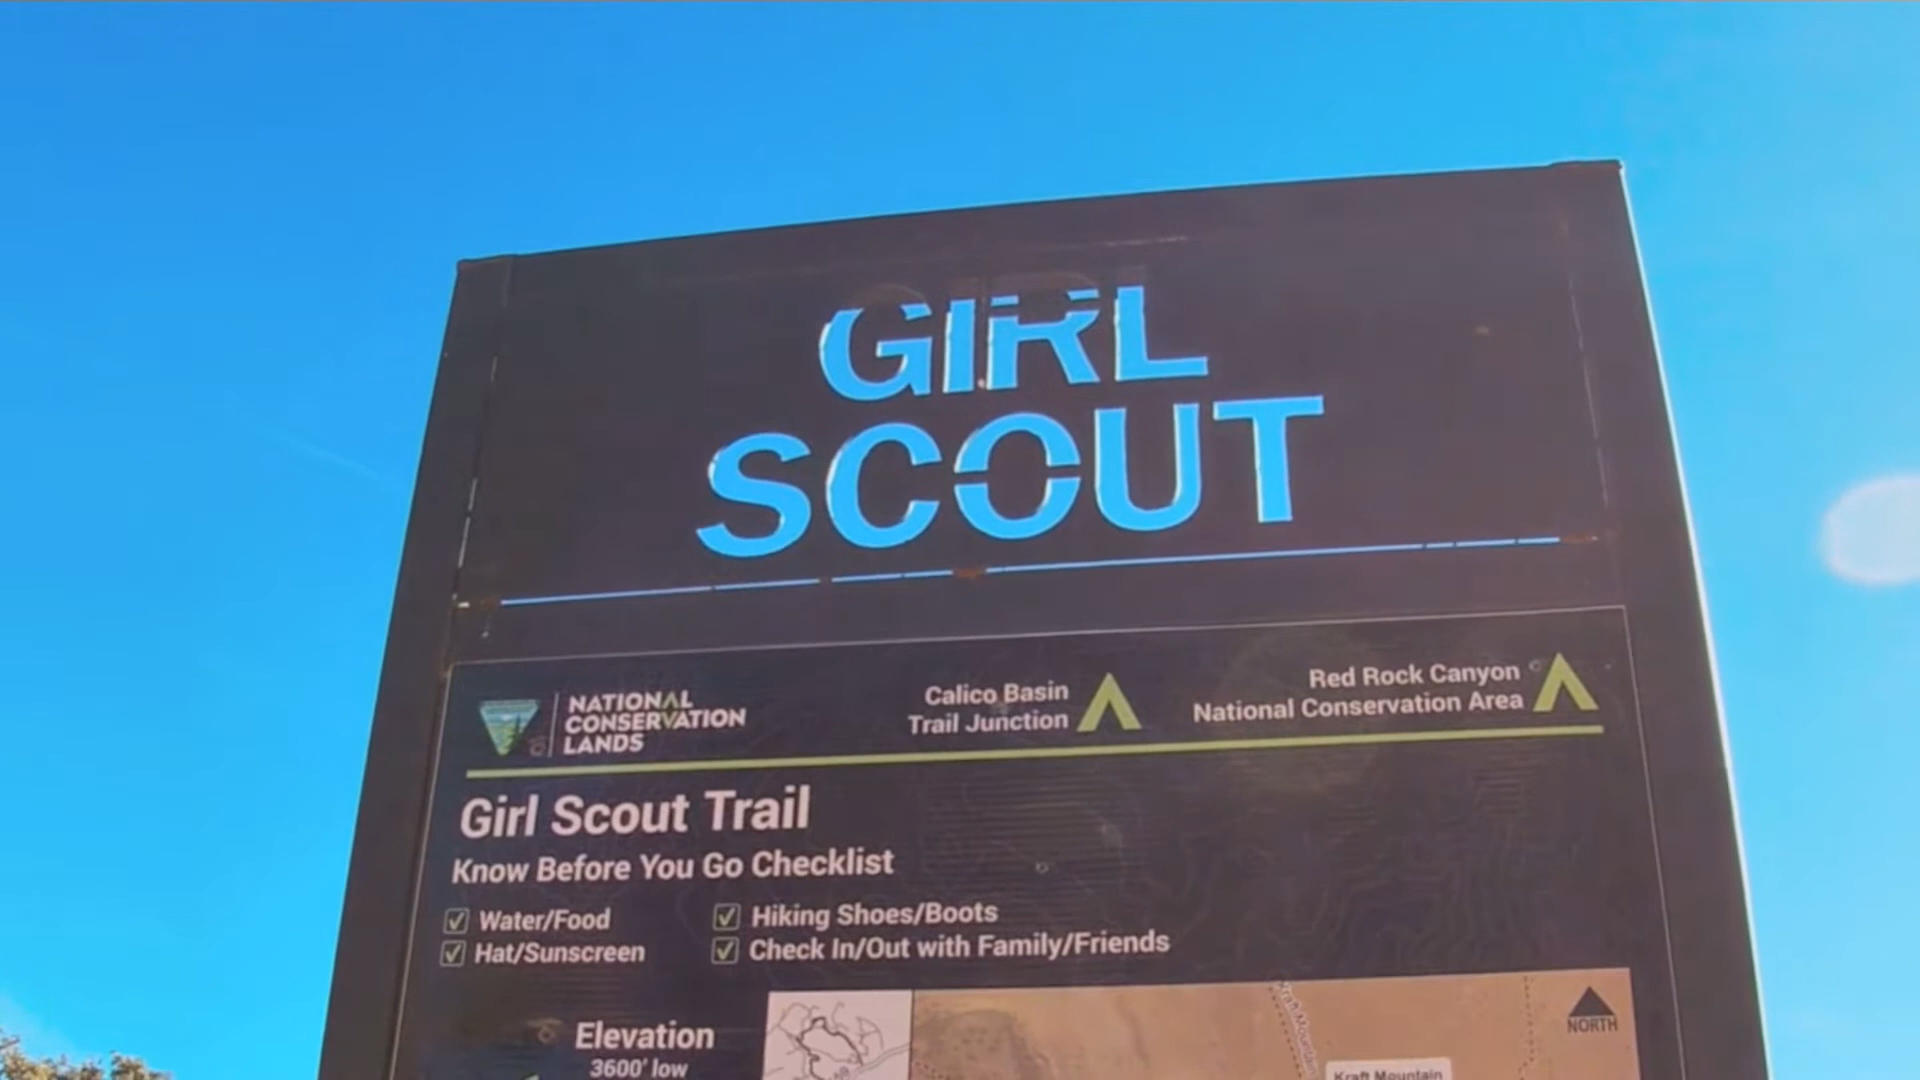 GIRL
SCOUT
NATIONAL
CONSERVATION
LANDS
Calico Basin
Trail Junction
Red Rock Canyon
National Conservation Area
Girl Scout Trail
Know Before You Go Checklist
Water/Food
Hiking Shoes/Boots
Hat/Sunscreen
Check In/Out with Family/Friends
Elevation
3600' low
NORTH
Kraft Mountain